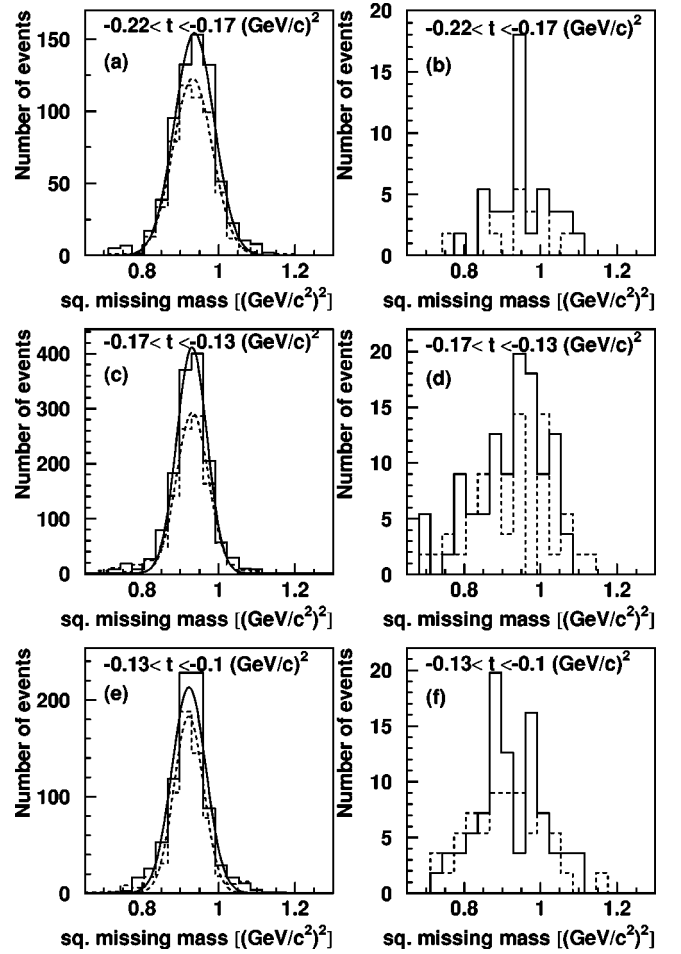 -0.22< t <-0.17 (GeV/c)²
(a)
Number of events
150
100
50
0
0.8 1 1.2
sq. missing mass [(GeV/c²)²]
-0.22< t <-0.17 (GeV/c)²
(b)
Number of events
20
15
10
5
0
0.8 1 1.2
sq. missing mass [(GeV/c²)²]
-0.17< t <-0.13 (GeV/c)²
(c)
Number of events
400
300
200
100
0
0.8 1 1.2
sq. missing mass [(GeV/c²)²]
-0.17< t <-0.13 (GeV/c)²
(d)
Number of events
20
15
10
5
0
0.8 1 1.2
sq. missing mass [(GeV/c²)²]
-0.13< t <-0.1 (GeV/c)²
(e)
Number of events
200
100
0
0.8 1 1.2
sq. missing mass [(GeV/c²)²]
-0.13< t <-0.1 (GeV/c)²
(f)
Number of events
20
15
10
5
0
0.8 1 1.2
sq. missing mass [(GeV/c²)²]